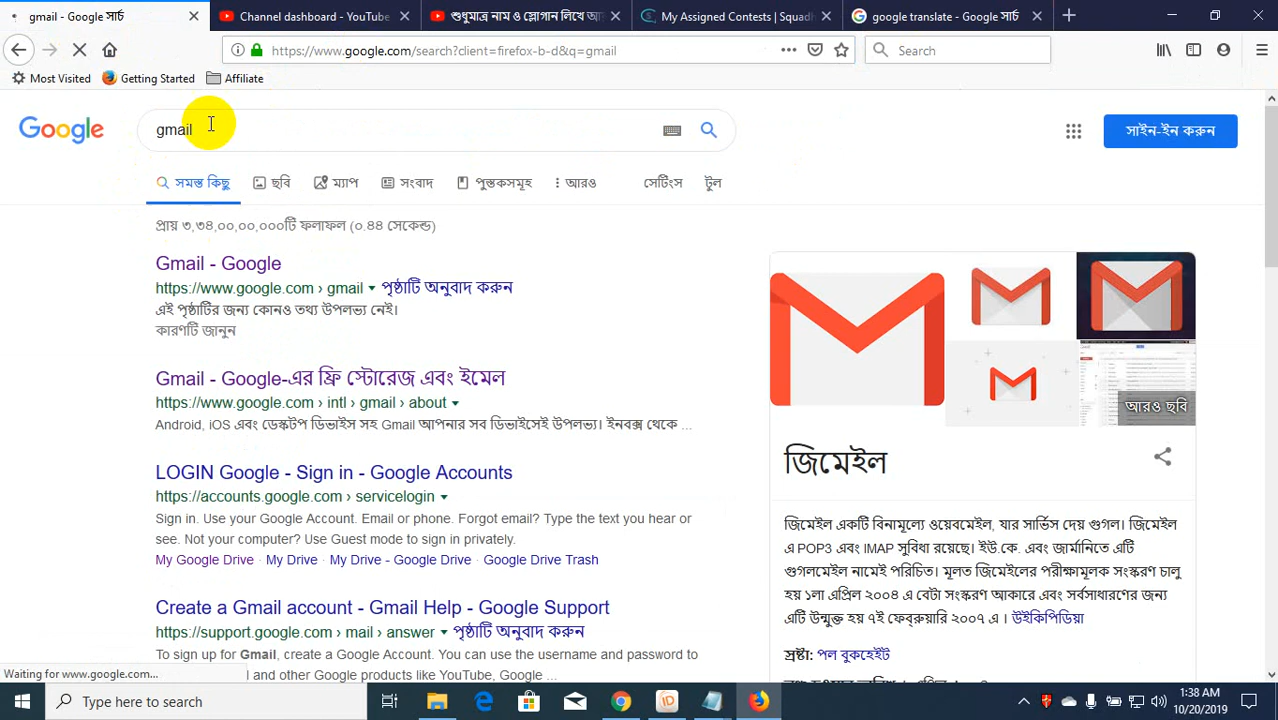 gmail - Google সার্চ
Channel dashboard - YouTube
শুধুমাত্র নাম ও স্লোগান লিখে আ
My Assigned Contests | Squadh
google translate - Google সার্চ
https://www.google.com/search?client=firefox-b-d&q=gmail
Search
Most Visited
Getting Started
Affiliate
Google
gmail
সাইন-ইন করুন
সমস্ত কিছু
ছবি
ম্যাপ
সংবাদ
পুস্তকসমূহ
আরও
সেটিংস
টুল
প্রায় ৩,৩৪,০০,০০,০০০টি ফলাফল (০.৪৪ সেকেন্ড)
Gmail - Google
https://www.google.com › gmail ▾ পৃষ্ঠাটি অনুবাদ করুন
এই পৃষ্ঠাটির জন্য কোনও তথ্য উপলভ্য নেই।
কারণটি জানুন
Gmail - Google-এর ফ্রি স্টোরেজ এবং ইমেল
https://www.google.com › intl › gmail › about ▾
Android, iOS এবং ডেস্কটপ ডিভাইস সহ Gmail আপনার সব ডিভাইসেই উপলভ্য। ইনবক্স থেকে ...
LOGIN Google - Sign in - Google Accounts
https://accounts.google.com › servicelogin ▾
Sign in. Use your Google Account. Email or phone. Forgot email? Type the text you hear or
see. Not your computer? Use Guest mode to sign in privately.
My Google Drive · My Drive · My Drive - Google Drive · Google Drive Trash
Create a Gmail account - Gmail Help - Google Support
https://support.google.com › mail › answer ▾ পৃষ্ঠাটি অনুবাদ করুন
To sign up for Gmail, create a Google Account. You can use the username and password to
l and other Google products like YouTube, Google ...
আরও ছবি
জিমেইল
জিমেইল একটি বিনামূল্যে ওয়েবমেইল, যার সার্ভিস দেয় গুগল। জিমেইল
এ POP3 এবং IMAP সুবিধা রয়েছে। ইউ.কে. এবং জার্মানিতে এটি
গুগলমেইল নামেই পরিচিত। মূলত জিমেইলের পরীক্ষামূলক সংস্করণ চালু
হয় ১লা এপ্রিল ২০০৪ এ বেটা সংস্করণ আকারে এবং সর্বসাধারণের জন্য
এটি উন্মুক্ত হয় ৭ই ফেব্রুয়ারি ২০০৭ এ। উইকিপিডিয়া
স্রষ্টা: পল বুকহেইট
Waiting for www.google.com...
Type here to search
1:38 AM
10/20/2019